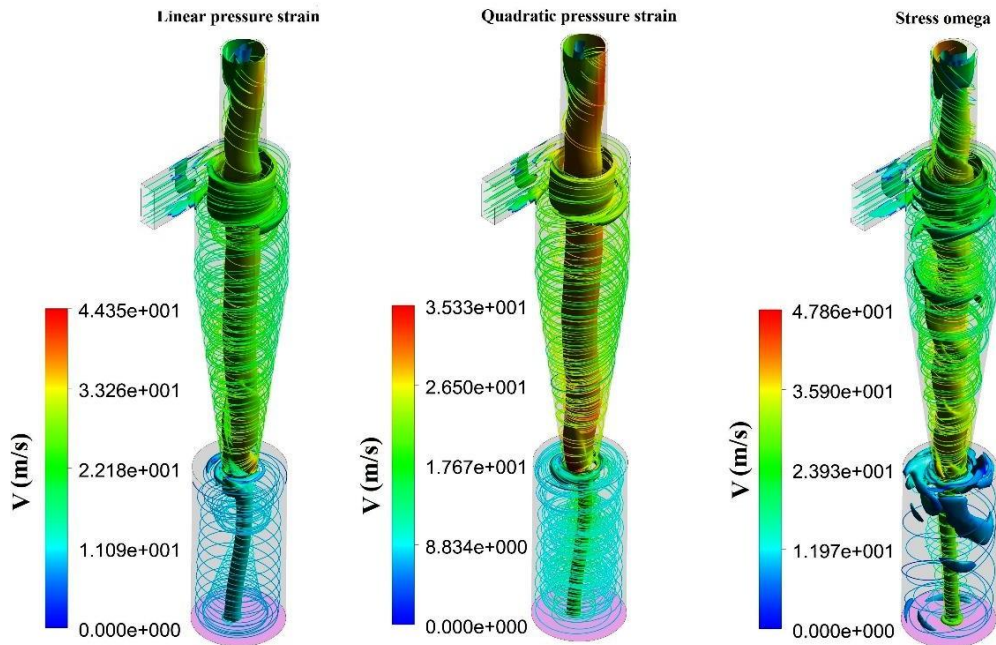 Linear pressure strain
Quadratic presssure strain
Stress omega
4.435e+001
3.326e+001
2.218e+001
1.109e+001
0.000e+000
V (m/s)
3.533e+001
2.650e+001
1.767e+001
8.834e+000
0.000e+000
V (m/s)
4.786e+001
3.590e+001
2.393e+001
1.197e+001
0.000e+000
V (m/s)